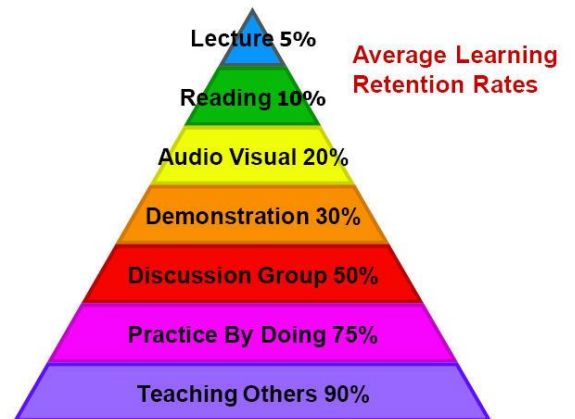 Lecture 5%
Average Learning
Retention Rates
Reading 10%
Audio Visual 20%
Demonstration 30%
Discussion Group 50%
Practice By Doing 75%
Teaching Others 90%